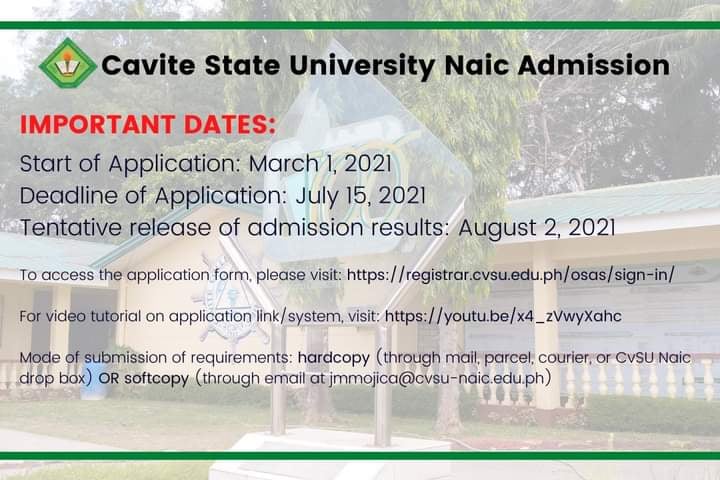 Cavite State University Naic Admission
IMPORTANT DATES:
Start of Application: March 1, 2021
Deadline of Application: July 15, 2021
Tentative release of admission results: August 2, 2021
To access the application form, please visit: https://registrar.cvsu.edu.ph/osas/sign-in/
For video tutorial on application link/system, visit: https://youtu.be/x4_zVwyXahc
Mode of submission of requirements: hardcopy (through mail, parcel, courier, or CvSU Naic
drop box) OR softcopy (through email at jmmojica@cvsu-naic.edu.ph)